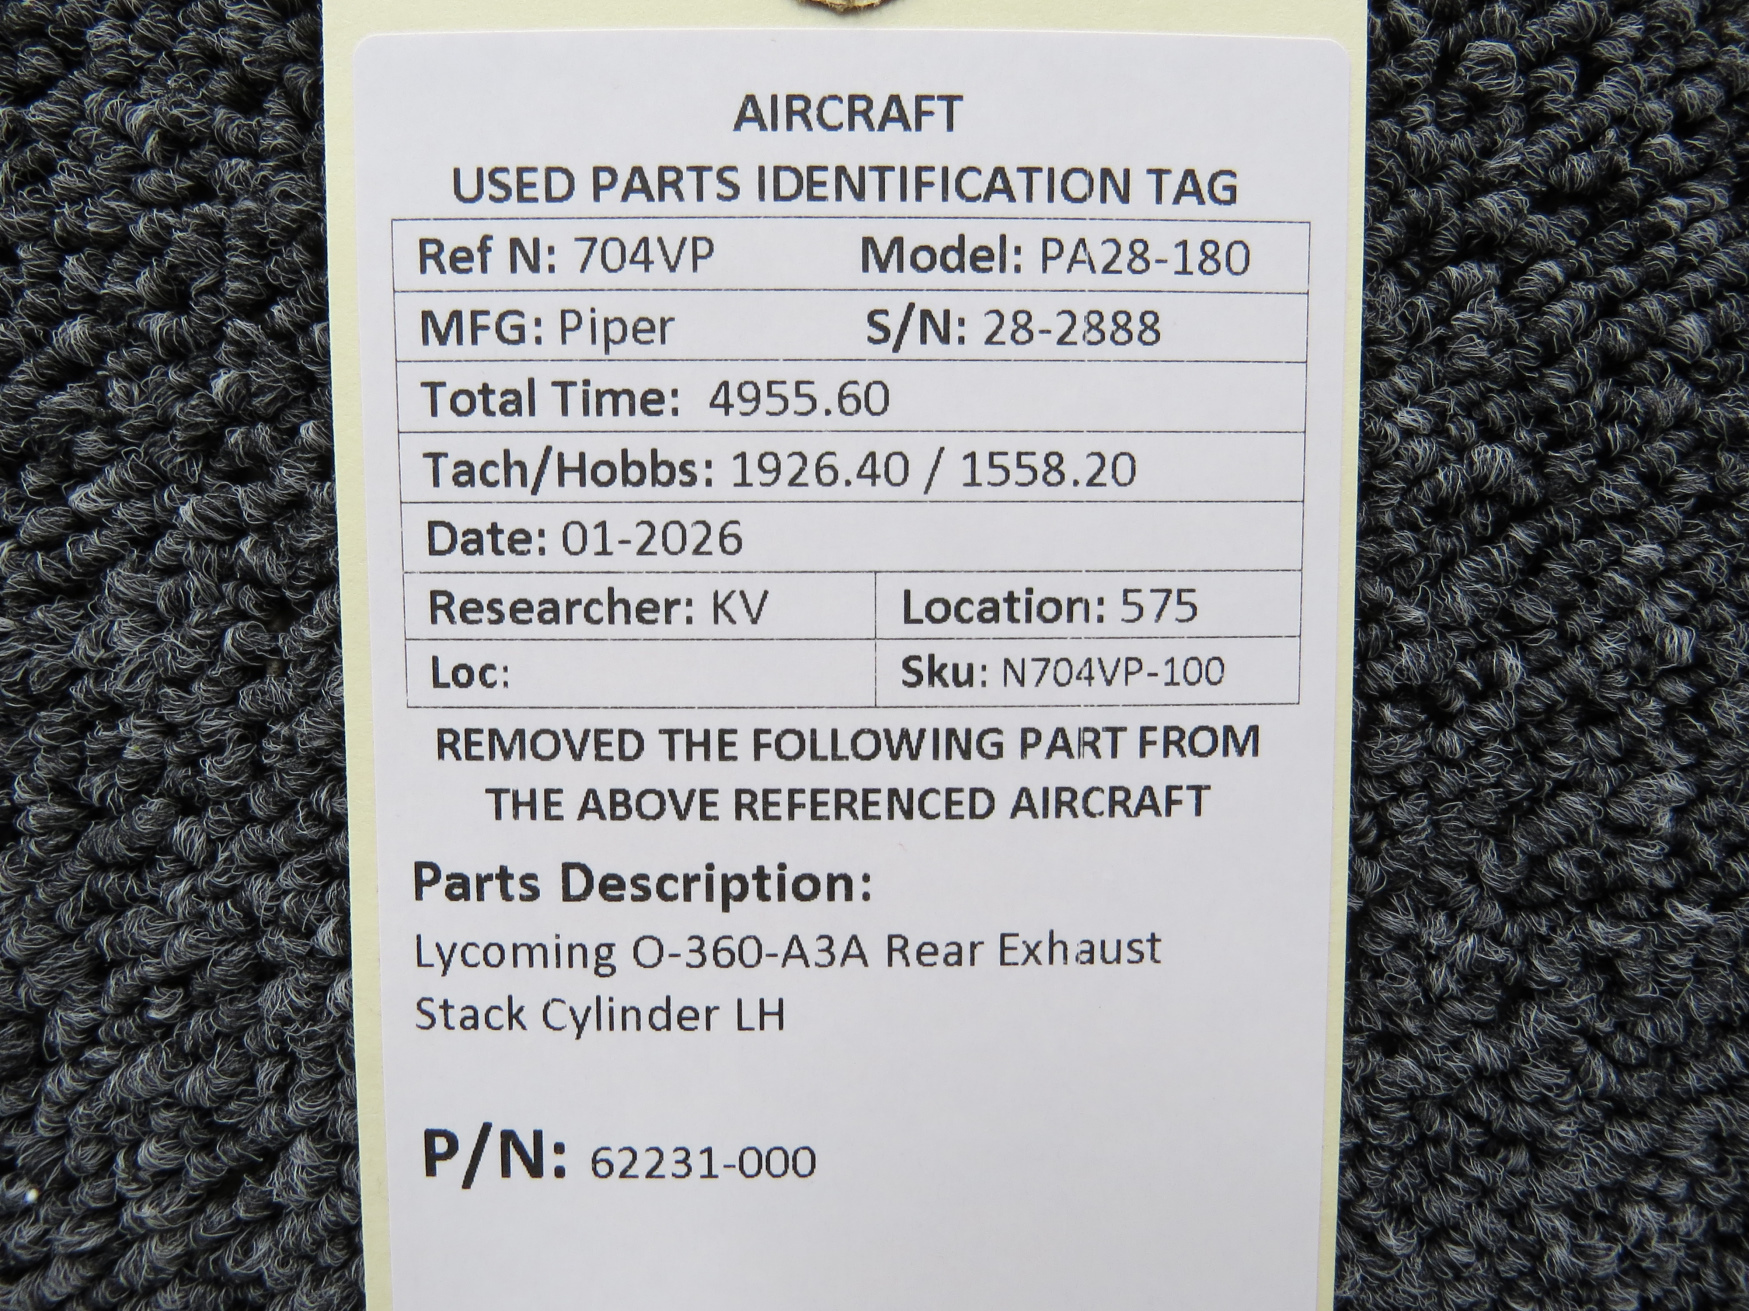 AIRCRAFT
USED PARTS IDENTIFICATION TAG
Ref N: 704VP Model: PA28-180
MFG: Piper S/N: 28-2888
Total Time: 4955.60
Tach/Hobbs: 1926.40 / 1558.20
Date: 01-2026
Researcher: KV Location: 575
Loc: Sku: N704VP-100
REMOVED THE FOLLOWING PART FROM
THE ABOVE REFERENCED AIRCRAFT
Parts Description:
Lycoming O-360-A3A Rear Exhaust
Stack Cylinder LH
P/N: 62231-000